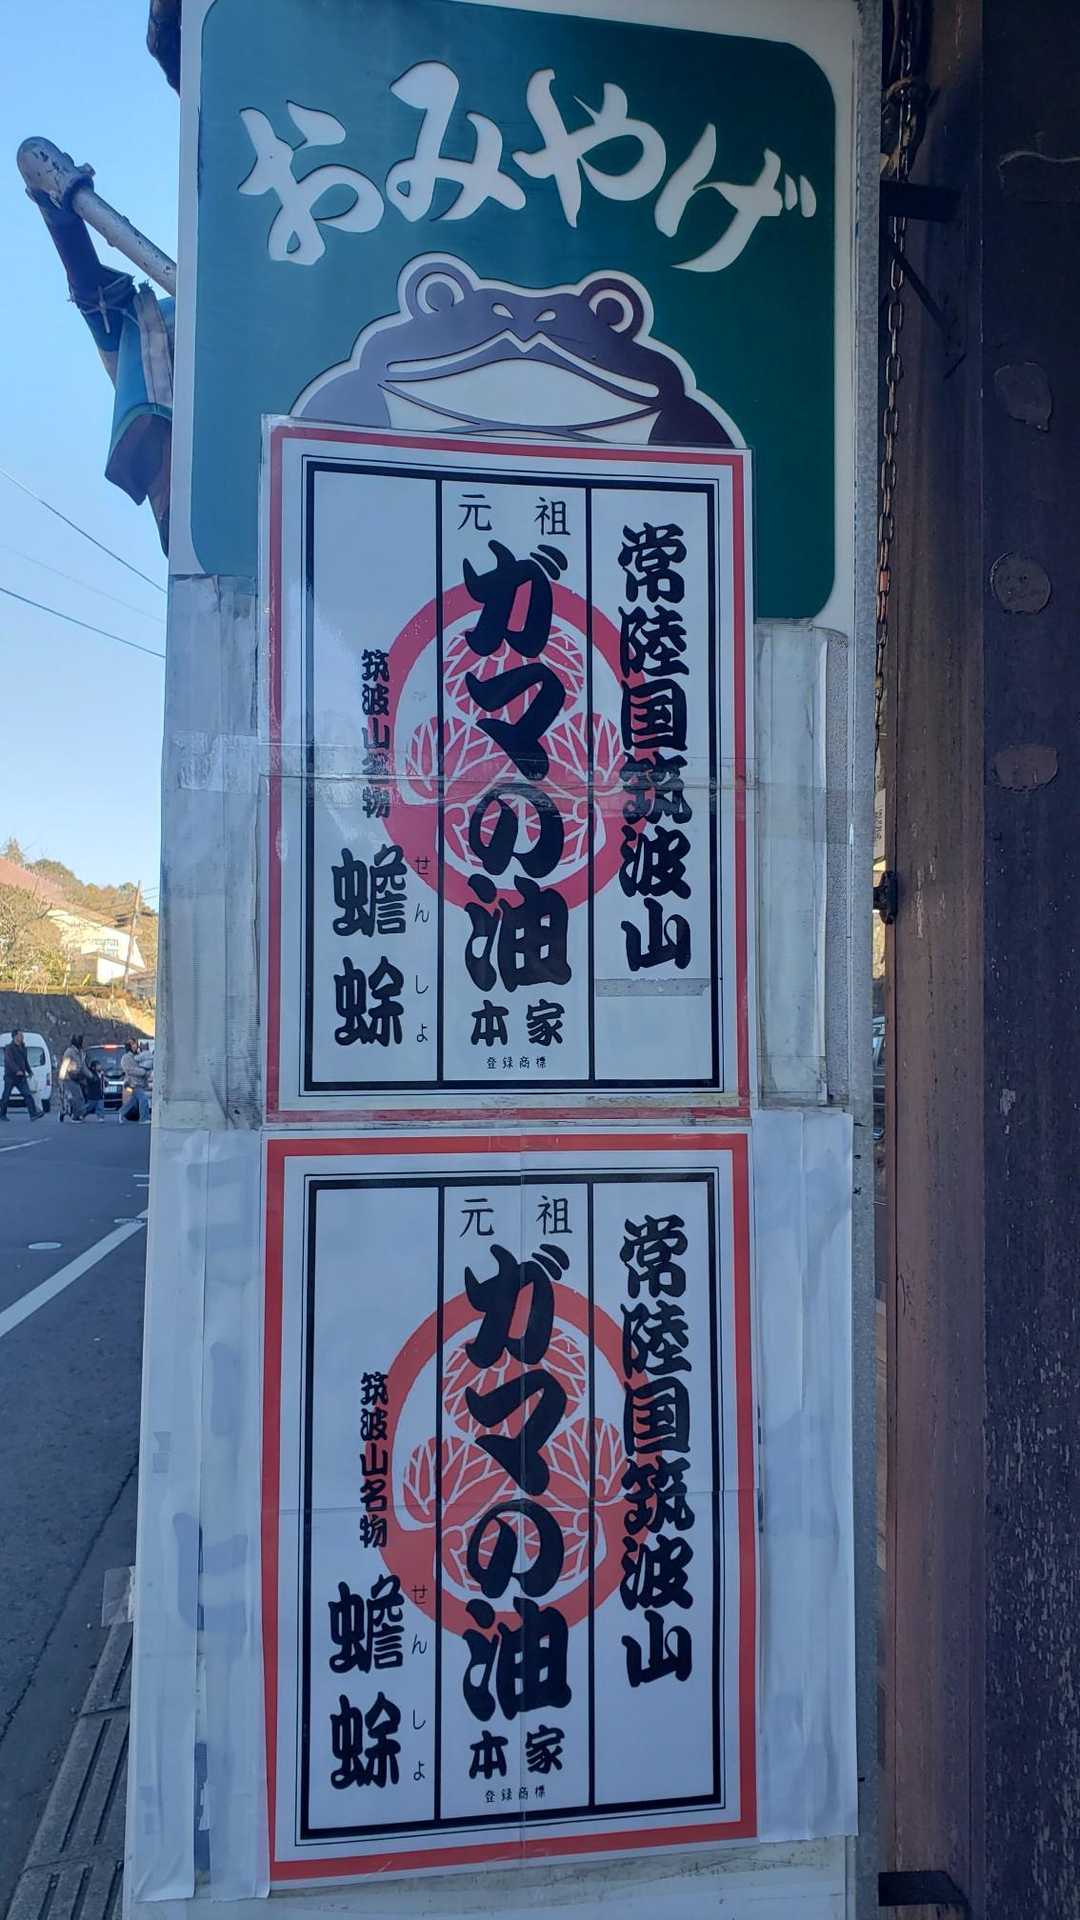 おみやげ
常陸国筑波山
元祖
ガマの油
本家
登録商標
筑波山名物
蟾蜍
せんしよ
常陸国筑波山
元祖
ガマの油
本家
登録商標
筑波山名物
蟾蜍
せんしよ